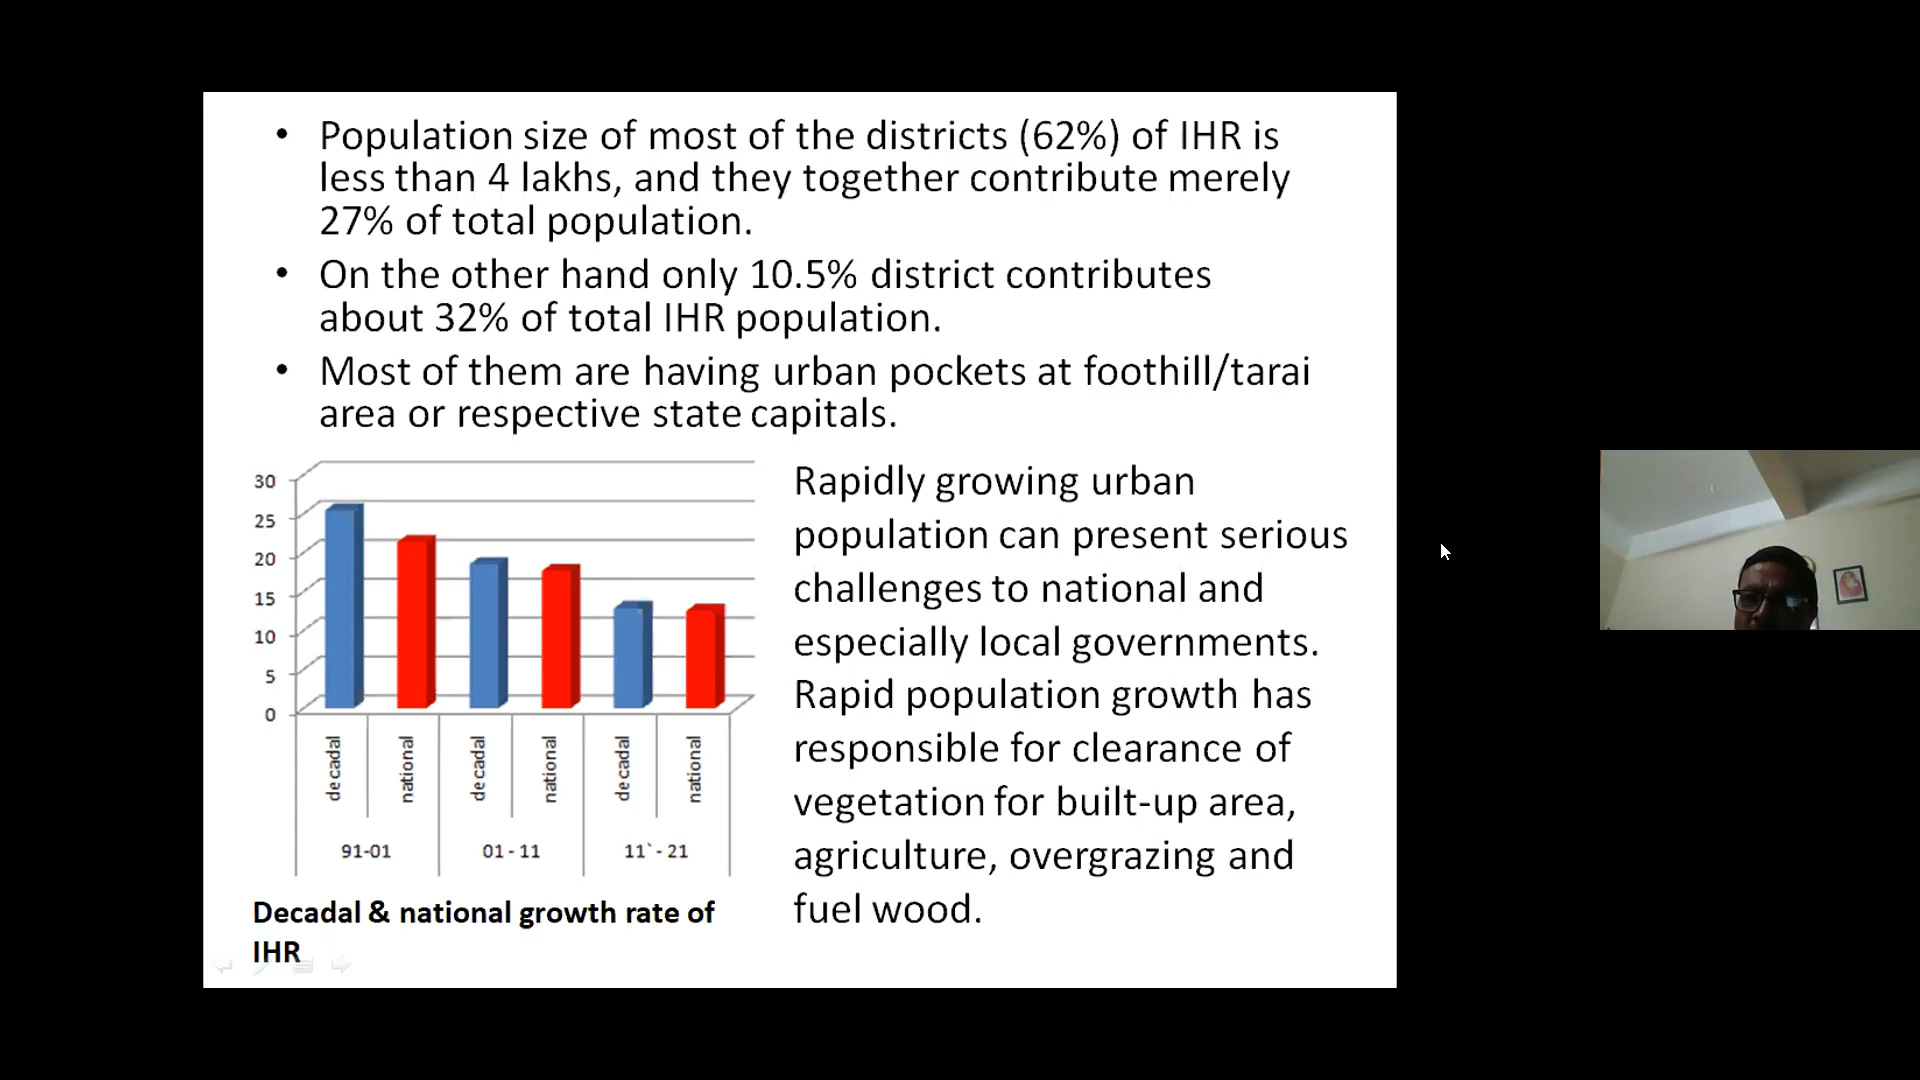 • Population size of most of the districts (62%) of IHR is
less than 4 lakhs, and they together contribute merely
27% of total population.
• On the other hand only 10.5% district contributes
about 32% of total IHR population.
• Most of them are having urban pockets at foothill/tarai
area or respective state capitals.
30
25
20
15
10
5
0
decadal
national
decadal
national
decadal
national
91-01
01 - 11
11` - 21
Decadal & national growth rate of
IHR
Rapidly growing urban
population can present serious
challenges to national and
especially local governments.
Rapid population growth has
responsible for clearance of
vegetation for built-up area,
agriculture, overgrazing and
fuel wood.